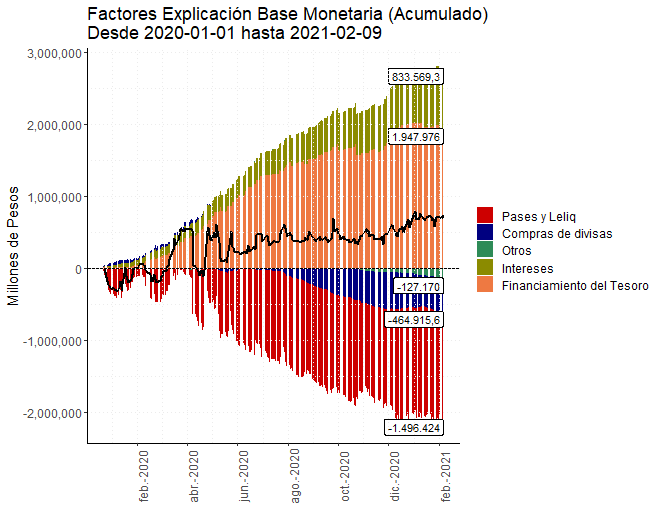 Factores Explicación Base Monetaria (Acumulado)
Desde 2020-01-01 hasta 2021-02-09
Millones de Pesos
3,000,000
2,000,000
1,000,000
0
-1,000,000
-2,000,000
833.569,3
1.947.976
-127.170
-464.915,6
-1.496.424
feb.-2020
abr.-2020
jun.-2020
ago.-2020
oct.-2020
dic.-2020
feb.-2021
Pases y Leliq
Compras de divisas
Otros
Intereses
Financiamiento del Tesoro